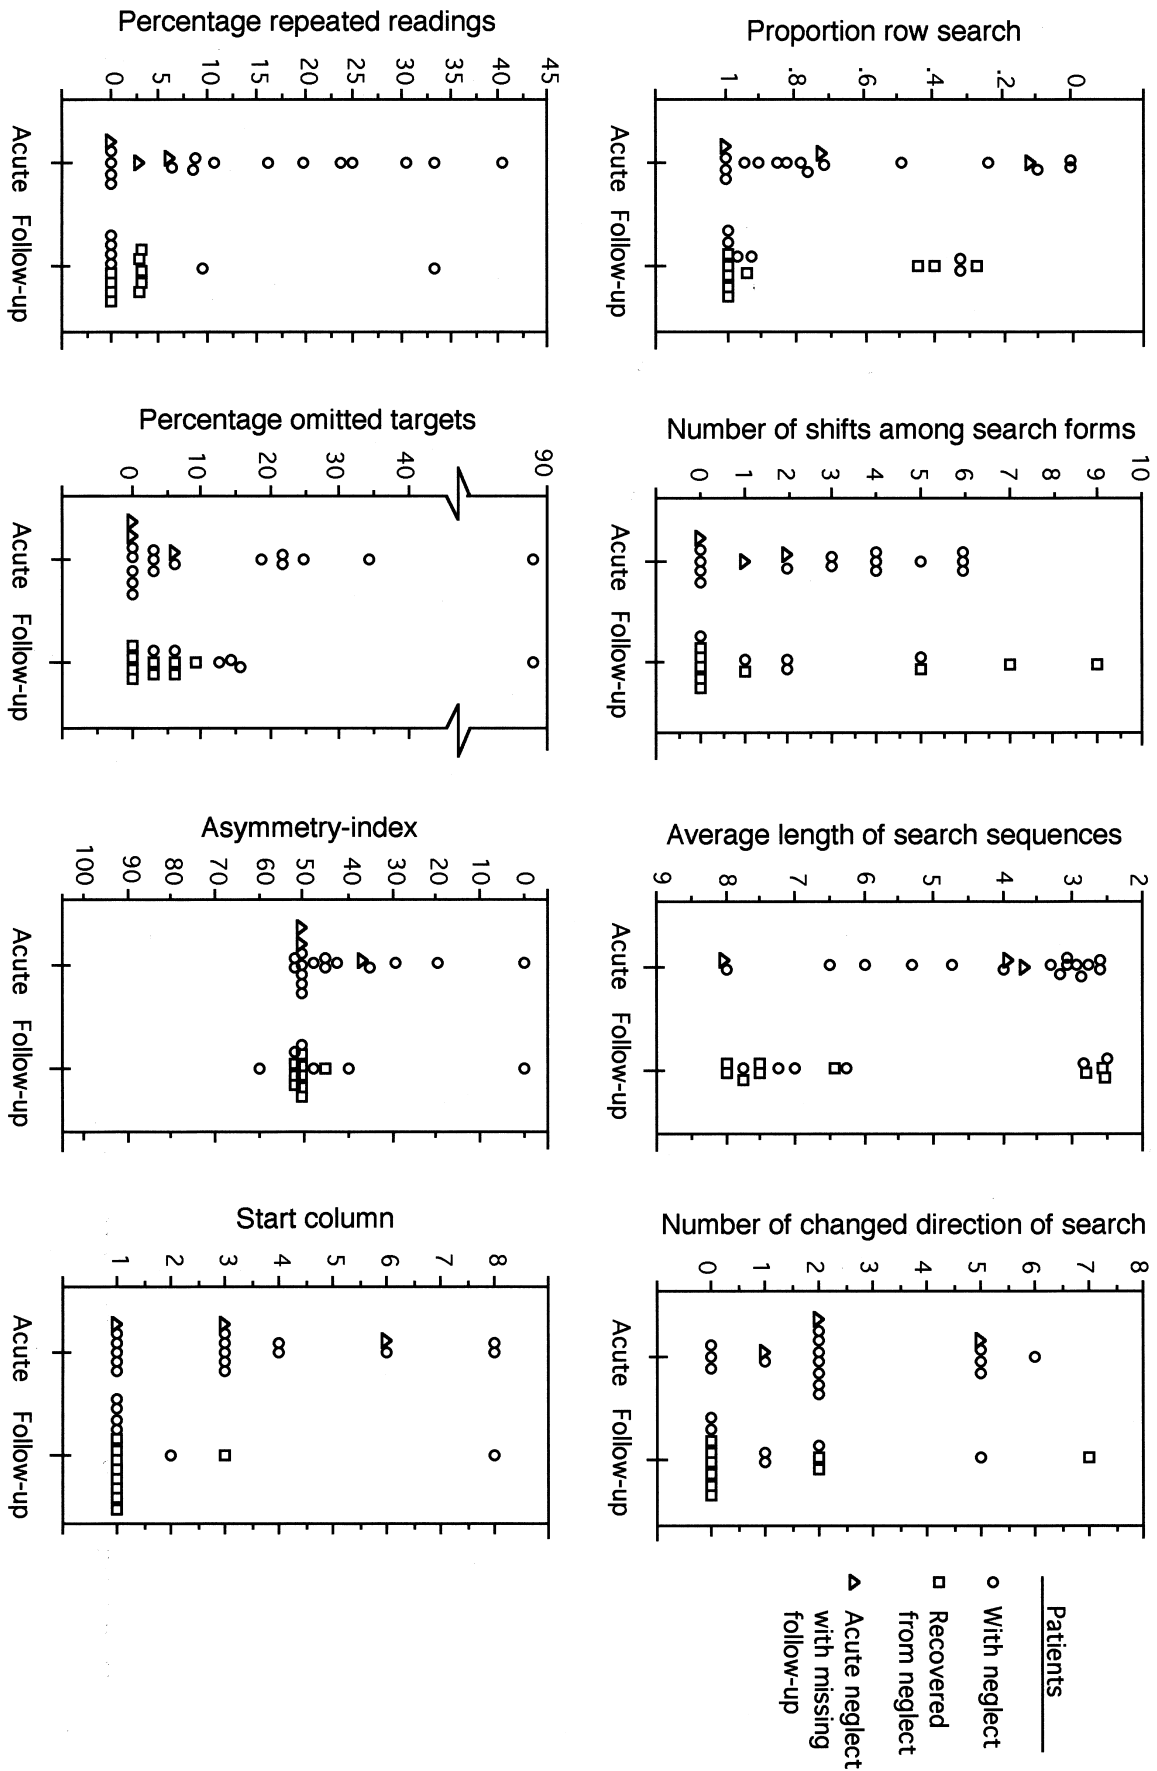 Proportion row search
0
.2
.4
.6
.8
1
Acute
Follow-up
Number of shifts among search forms
10
9
8
7
6
5
4
3
2
1
0
Acute
Follow-up
Average length of search sequences
2
3
4
5
6
7
8
9
Acute
Follow-up
Number of changed direction of search
8
7
6
5
4
3
2
1
0
Acute
Follow-up
Patients
With neglect
Recovered
from neglect
Acute neglect
with missing
follow-up
Percentage repeated readings
45
40
35
30
25
20
15
10
5
0
Acute
Follow-up
Percentage omitted targets
90
40
30
20
10
0
Acute
Follow-up
Asymmetry-index
0
10
20
30
40
50
60
70
80
90
100
Acute
Follow-up
Start column
8
7
6
5
4
3
2
1
Acute
Follow-up